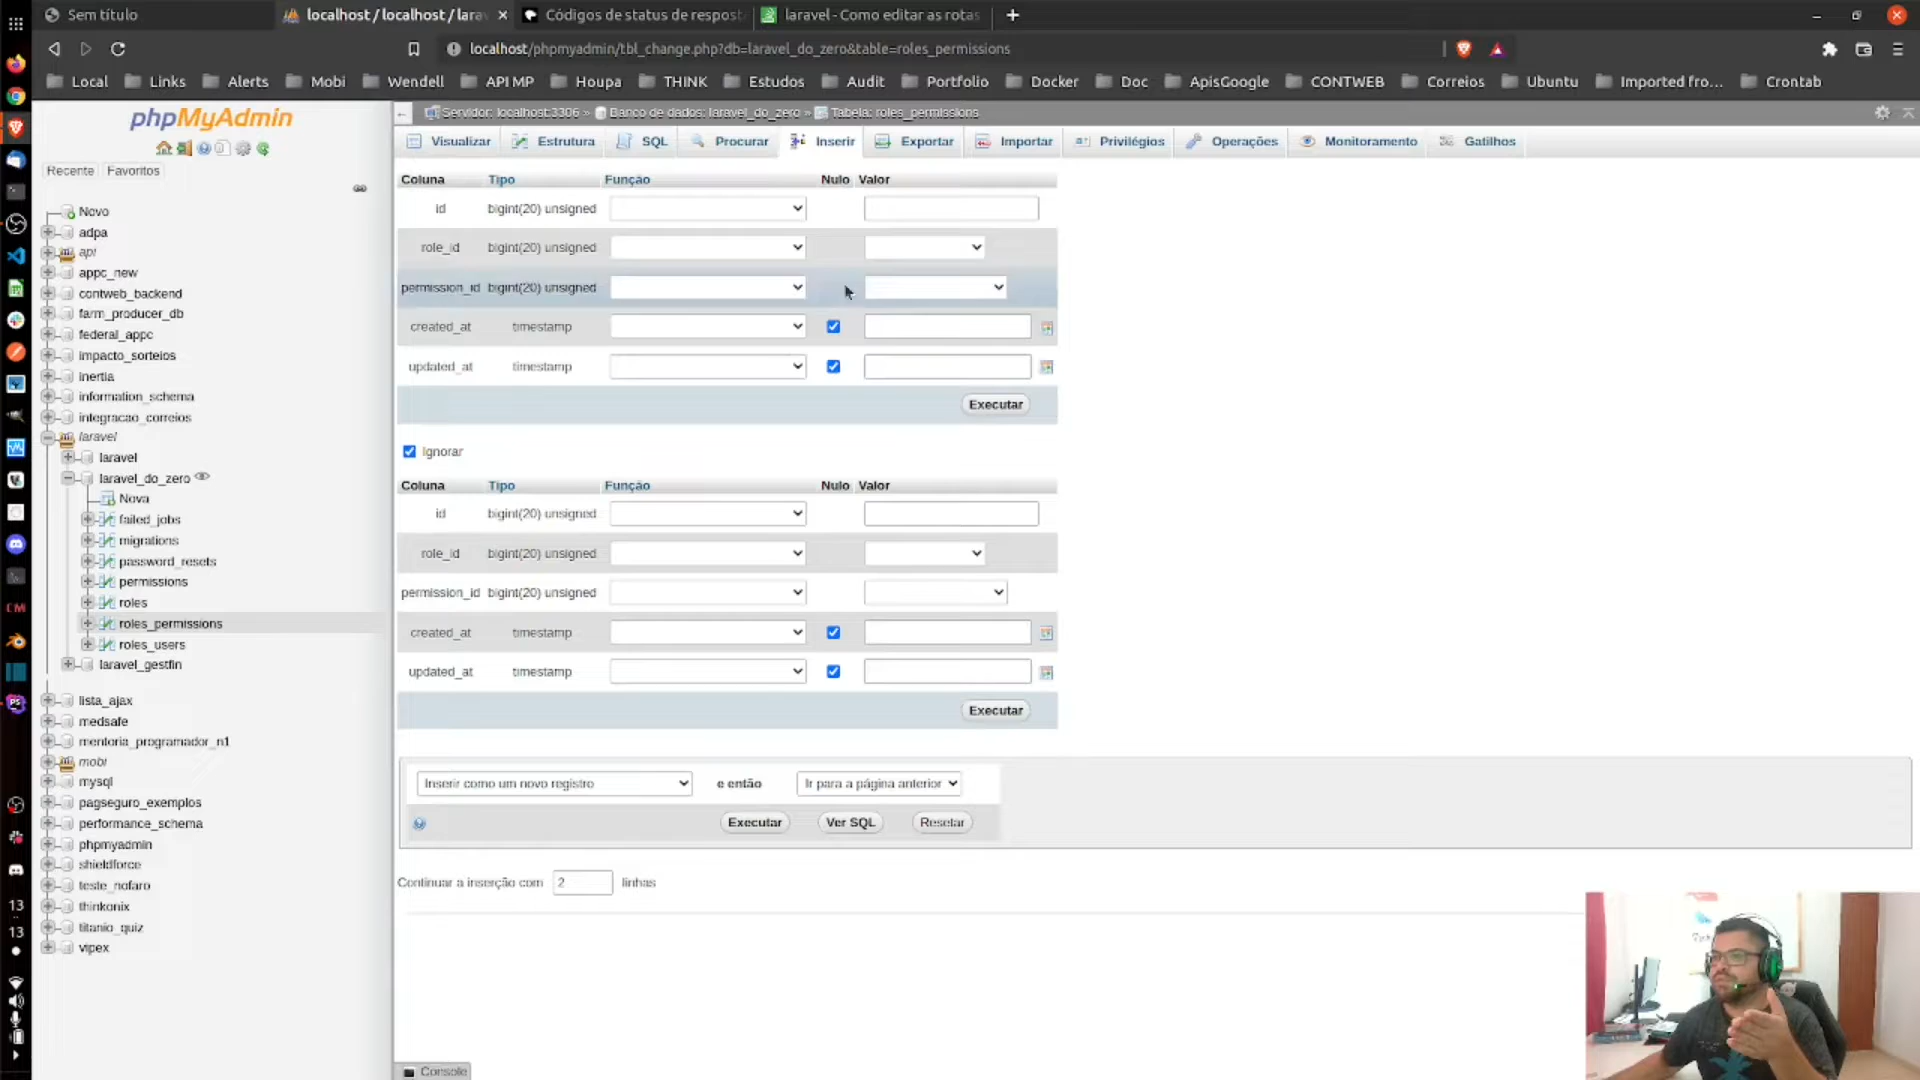 Sem título
localhost / localhost / lara
Códigos de status de respost
laravel - Como editar as rotas
localhost/phpmyadmin/tbl_change.php?db=laravel_do_zero&table=roles_permissions
Local Links Alerts Mobi Wendell API MP Houpa THINK Estudos Audit Portfolio Docker Doc ApisGoogle CONTWEB Correios Ubuntu Imported fro... Crontab
phpMyAdmin
Recente Favoritos
Novo
adpa
api
appc_new
contweb_backend
farm_producer_db
federal_appc
impacto_sorteios
inertia
information_schema
integracao_correios
laravel
laravel
laravel_do_zero
Nova
failed_jobs
migrations
password_resets
permissions
roles
roles_permissions
roles_users
laravel_gestfin
lista_ajax
medsafe
mentoria_programador_n1
mobi
mysql
pagseguro_exemplos
performance_schema
phpmyadmin
shieldforce
teste_nofaro
thinkonix
titanio_quiz
vipex
Servidor: localhost:3306 » Banco de dados: laravel_do_zero » Tabela: roles_permissions
Visualizar Estrutura SQL Procurar Inserir Exportar Importar Privilégios Operações Monitoramento Gatilhos
Coluna Tipo Função Nulo Valor
id bigint(20) unsigned
role_id bigint(20) unsigned
permission_id bigint(20) unsigned
created_at timestamp
updated_at timestamp
Executar
Ignorar
Coluna Tipo Função Nulo Valor
id bigint(20) unsigned
role_id bigint(20) unsigned
permission_id bigint(20) unsigned
created_at timestamp
updated_at timestamp
Executar
Inserir como um novo registro e então Ir para a página anterior
Executar Ver SQL Resetar
Continuar a inserção com 2 linhas
Console
CM
PS
13
13